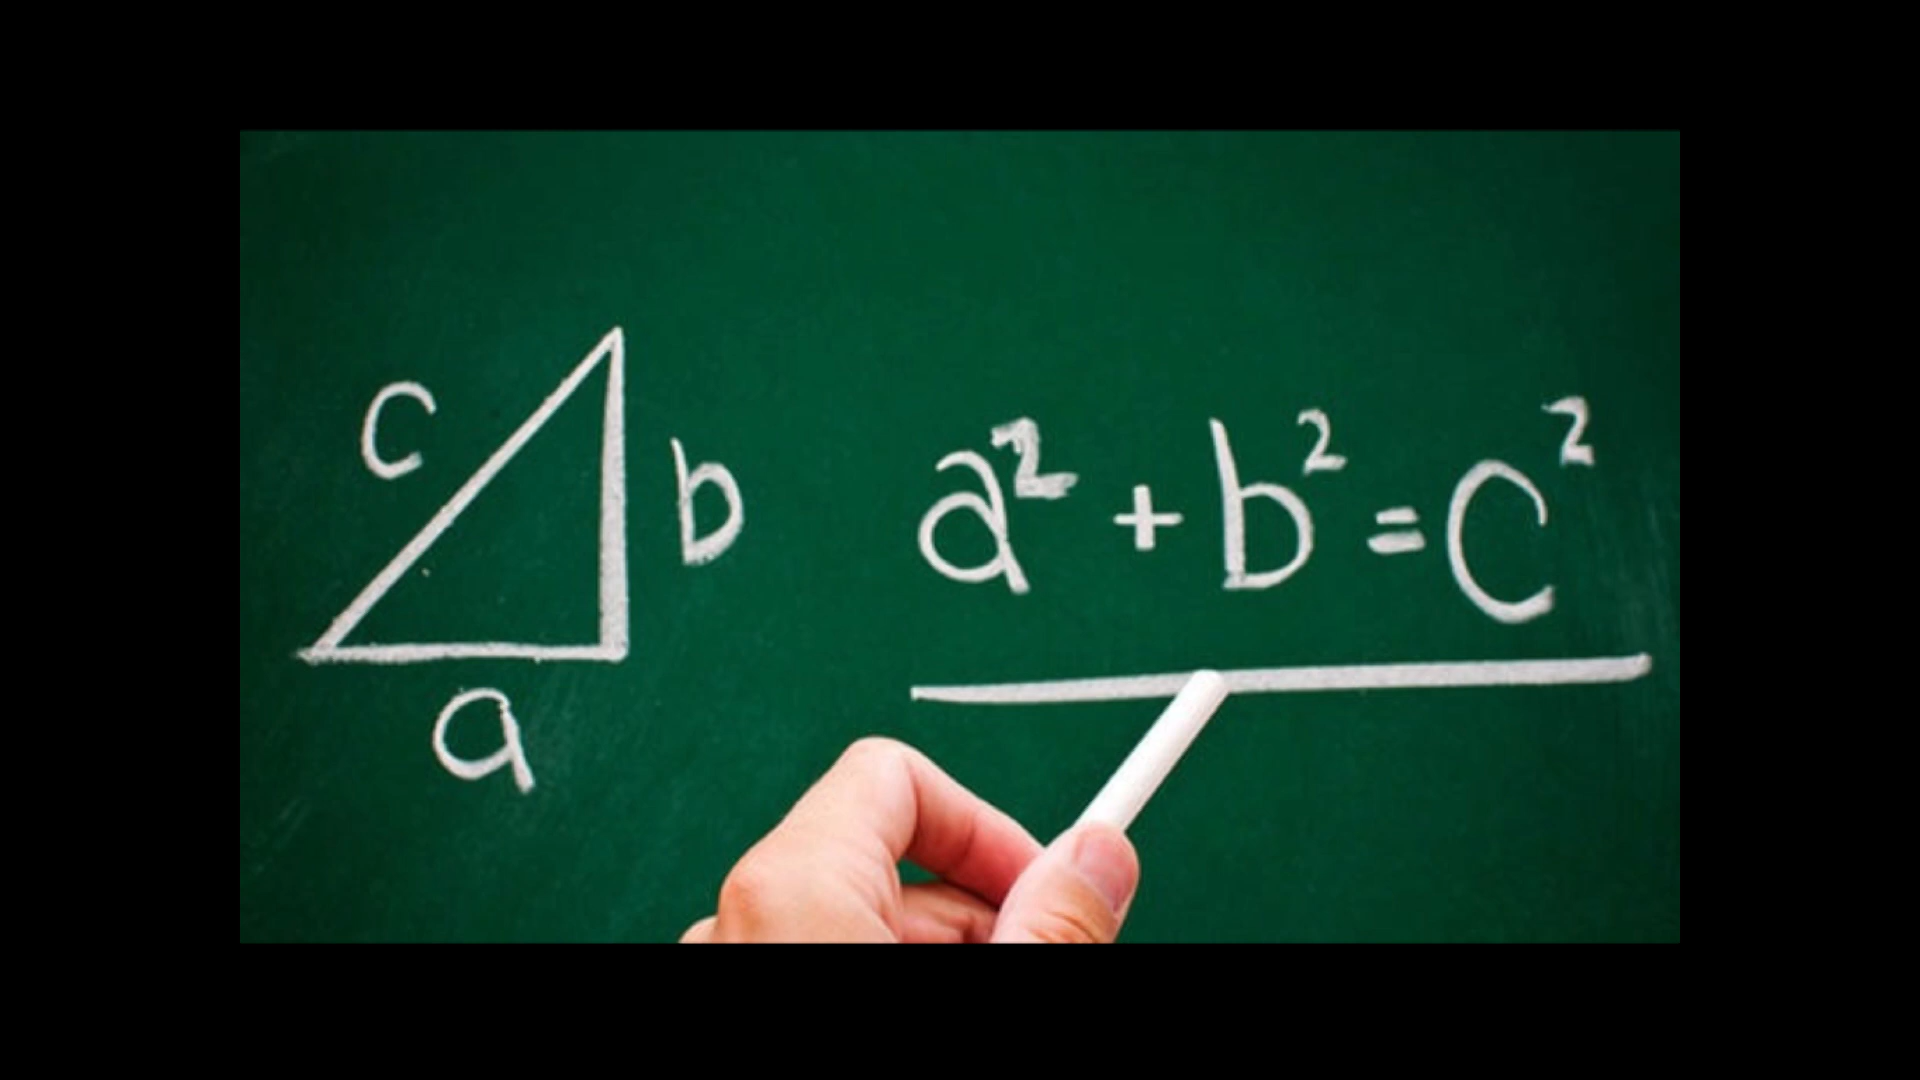 c
b
a
a² + b² = c²